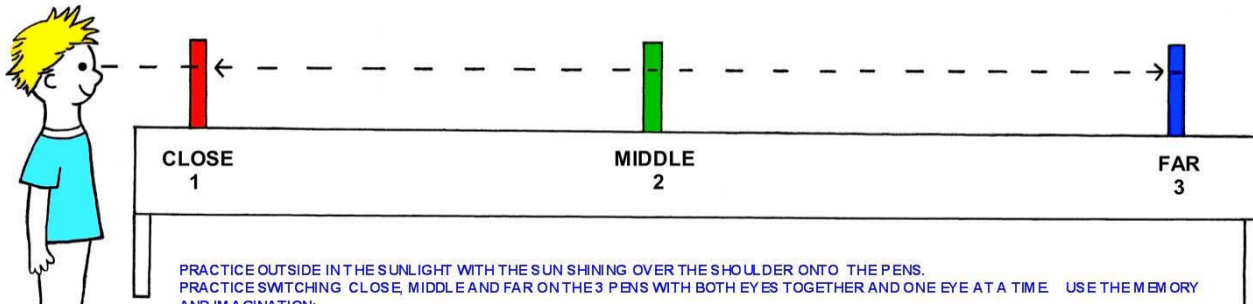 CLOSE
1
MIDDLE
2
FAR
3
PRACTICE OUTSIDE IN THE SUNLIGHT WITH THE SUN SHINING OVER THE SHOULDER ONTO THE PENS.
PRACTICE SWITCHING CLOSE, MIDDLE AND FAR ON THE 3 PENS WITH BOTH EYES TOGETHER AND ONE EYE AT A TIME USE THE MEMORY
AND IMAGINATION: